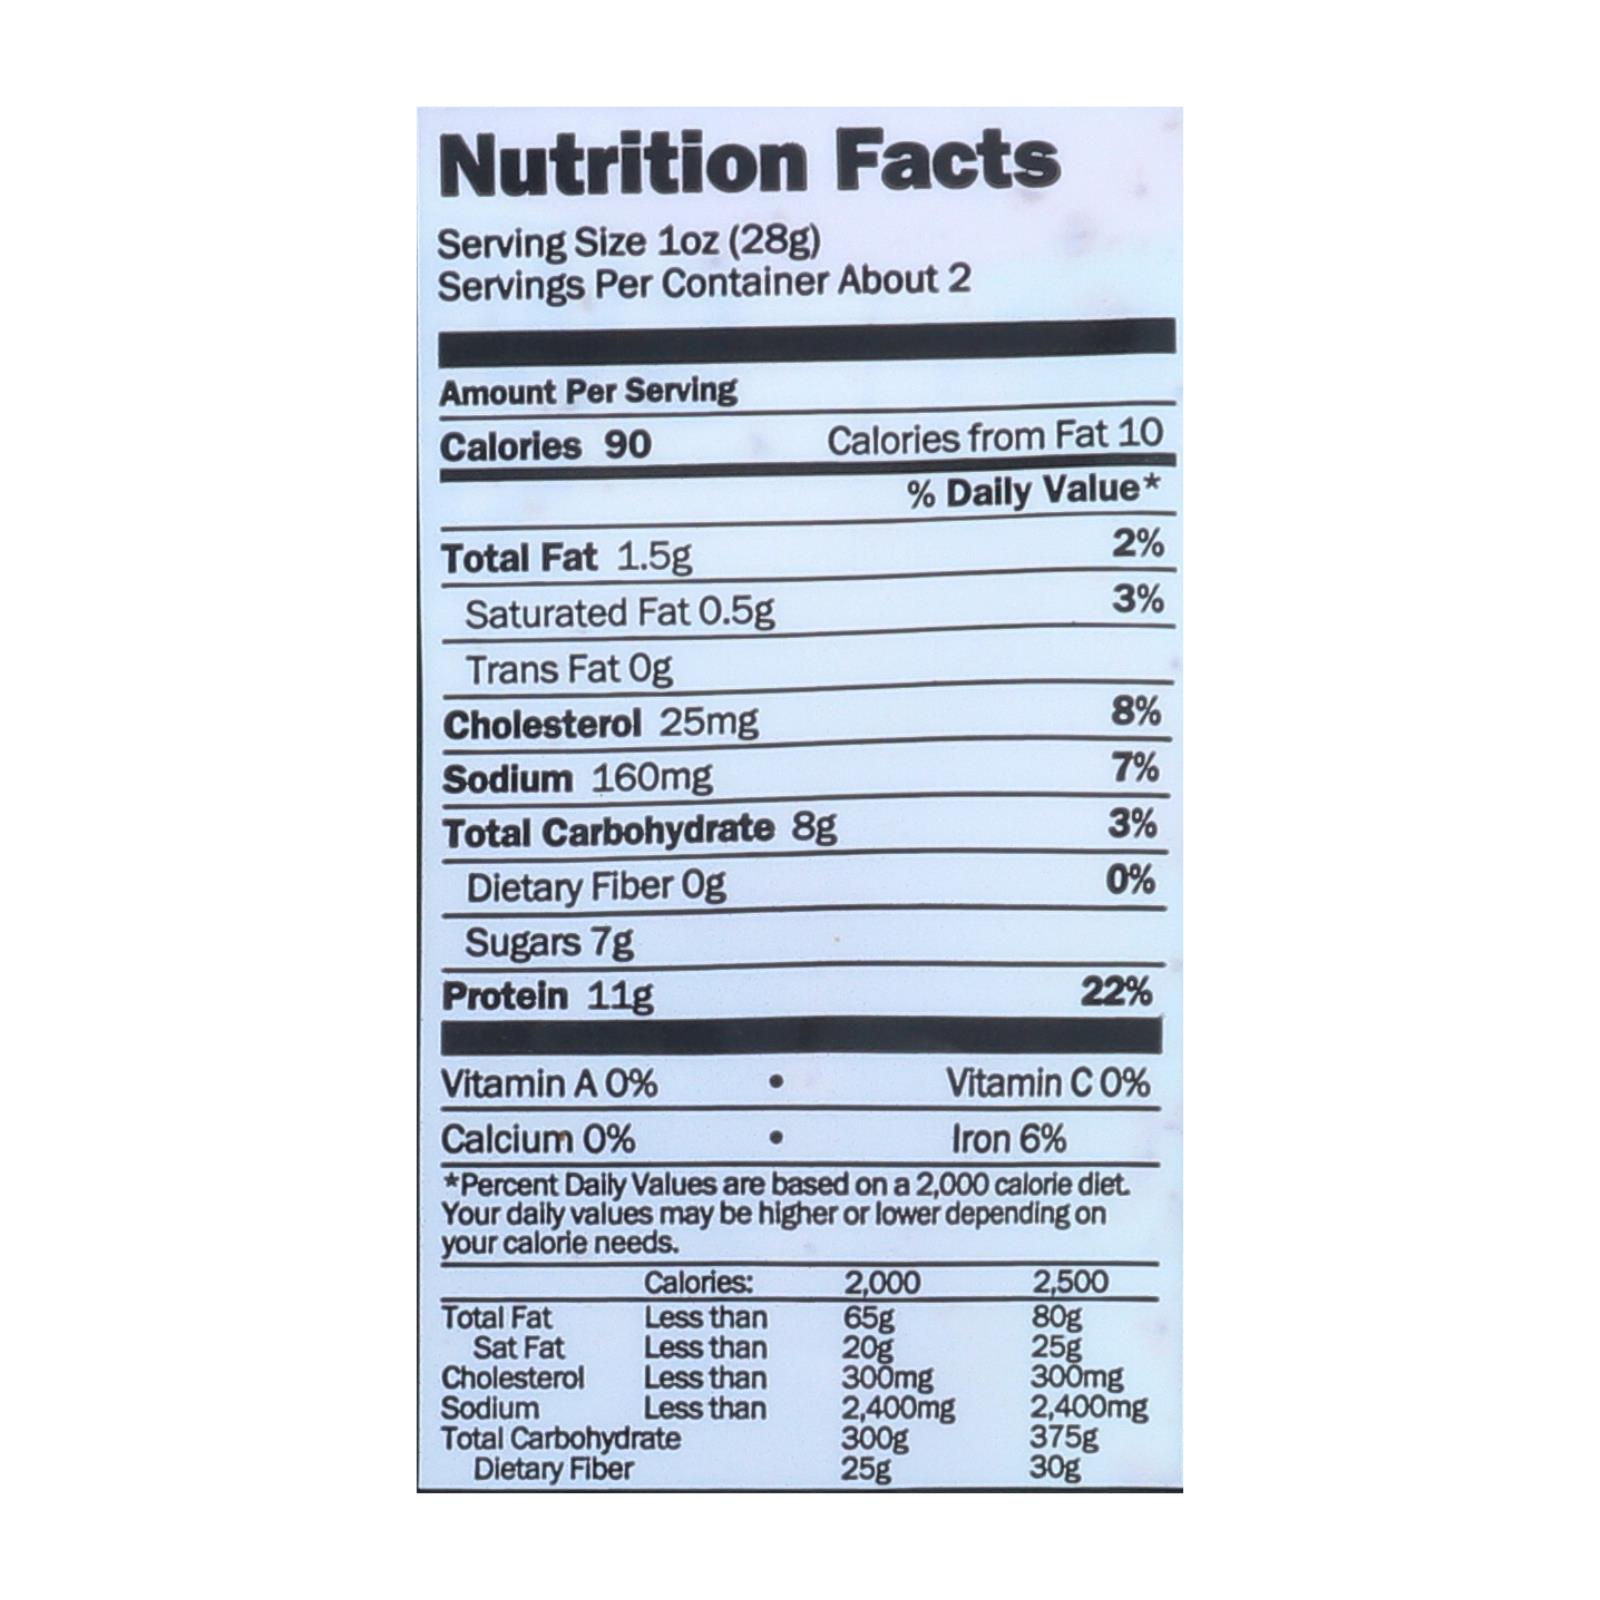 Nutrition Facts
Serving Size 1oz (28g)
Servings Per Container About 2
Amount Per Serving
Calories 90 Calories from Fat 10
% Daily Value*
Total Fat 1.5g 2%
Saturated Fat 0.5g 3%
Trans Fat 0g
Cholesterol 25mg 8%
Sodium 160mg 7%
Total Carbohydrate 8g 3%
Dietary Fiber 0g 0%
Sugars 7g
Protein 11g 22%
Vitamin A 0% • Vitamin C 0%
Calcium 0% • Iron 6%
*Percent Daily Values are based on a 2,000 calorie diet.
Your daily values may be higher or lower depending on
your calorie needs.
Calories: 2,000 2,500
Total Fat Less than 65g 80g
Sat Fat Less than 20g 25g
Cholesterol Less than 300mg 300mg
Sodium Less than 2,400mg 2,400mg
Total Carbohydrate 300g 375g
Dietary Fiber 25g 30g